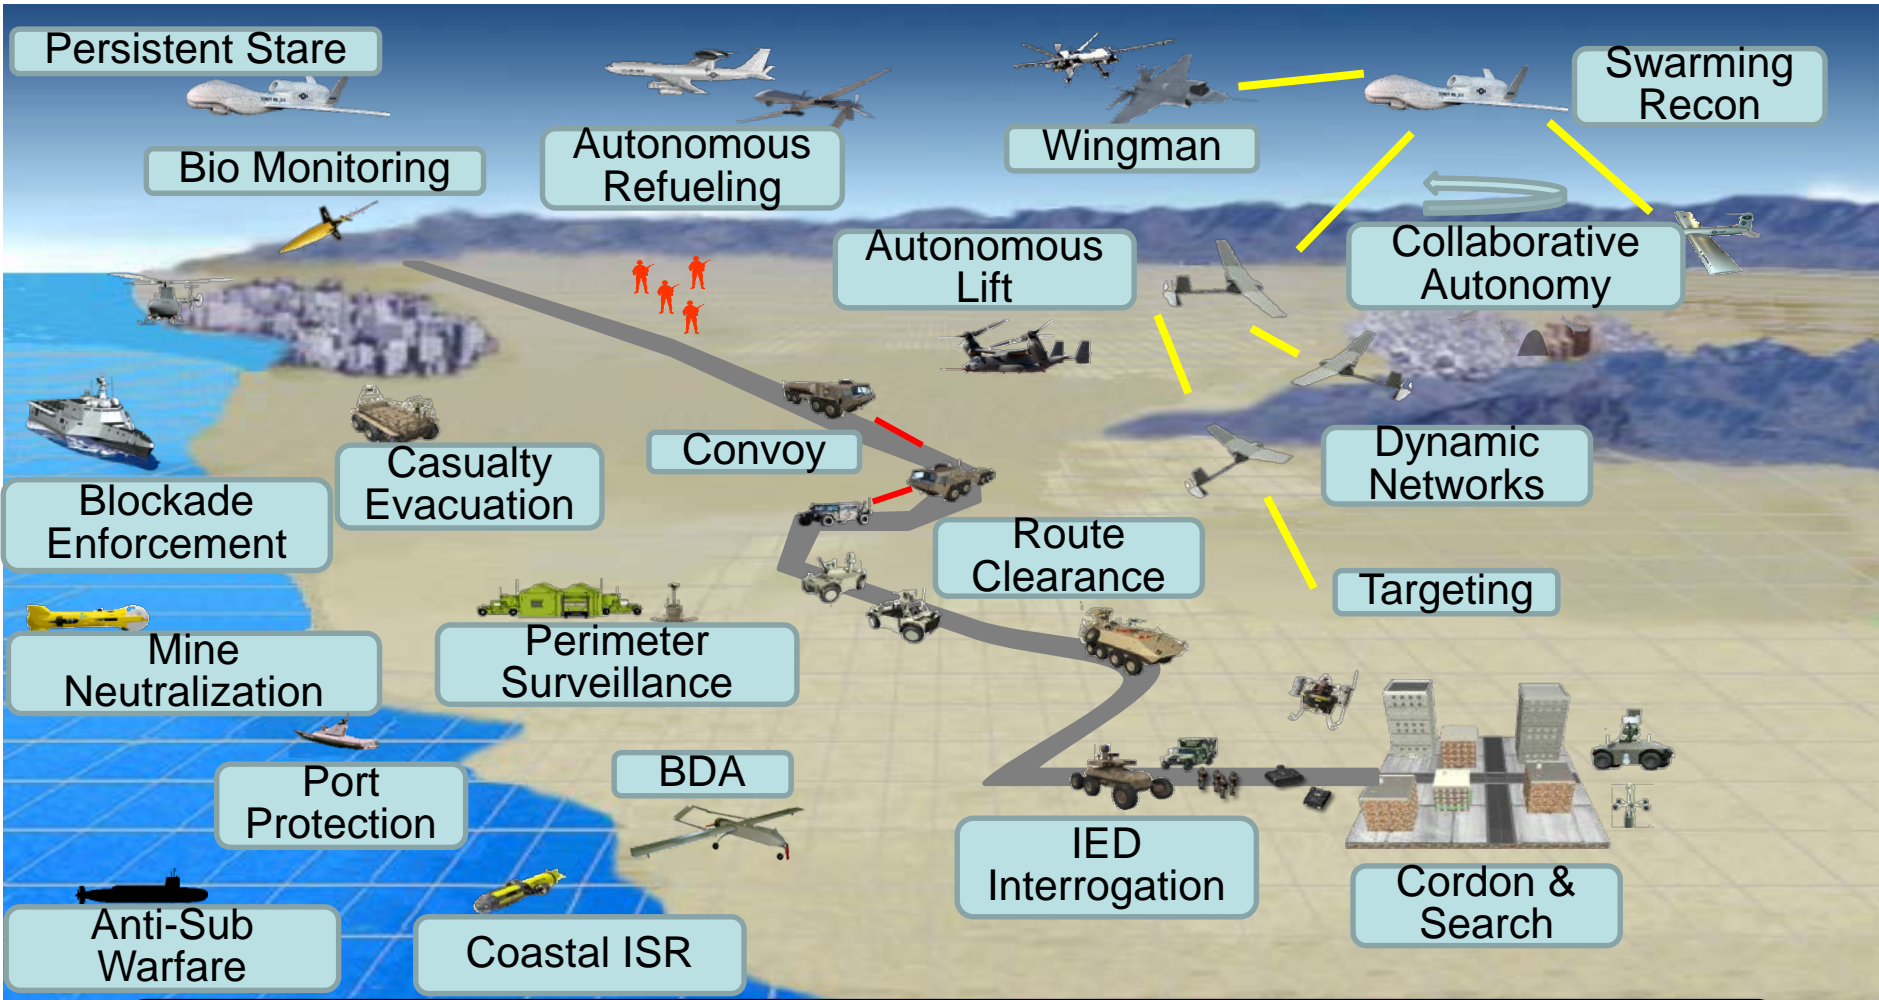 Persistent Stare
Bio Monitoring
Autonomous
Refueling
Wingman
Swarming
Recon
Autonomous
Lift
Collaborative
Autonomy
Convoy
Casualty
Evacuation
Dynamic
Networks
Blockade
Enforcement
Route
Clearance
Targeting
Mine
Neutralization
Perimeter
Surveillance
Port
Protection
BDA
IED
Interrogation
Cordon &
Search
Anti-Sub
Warfare
Coastal ISR